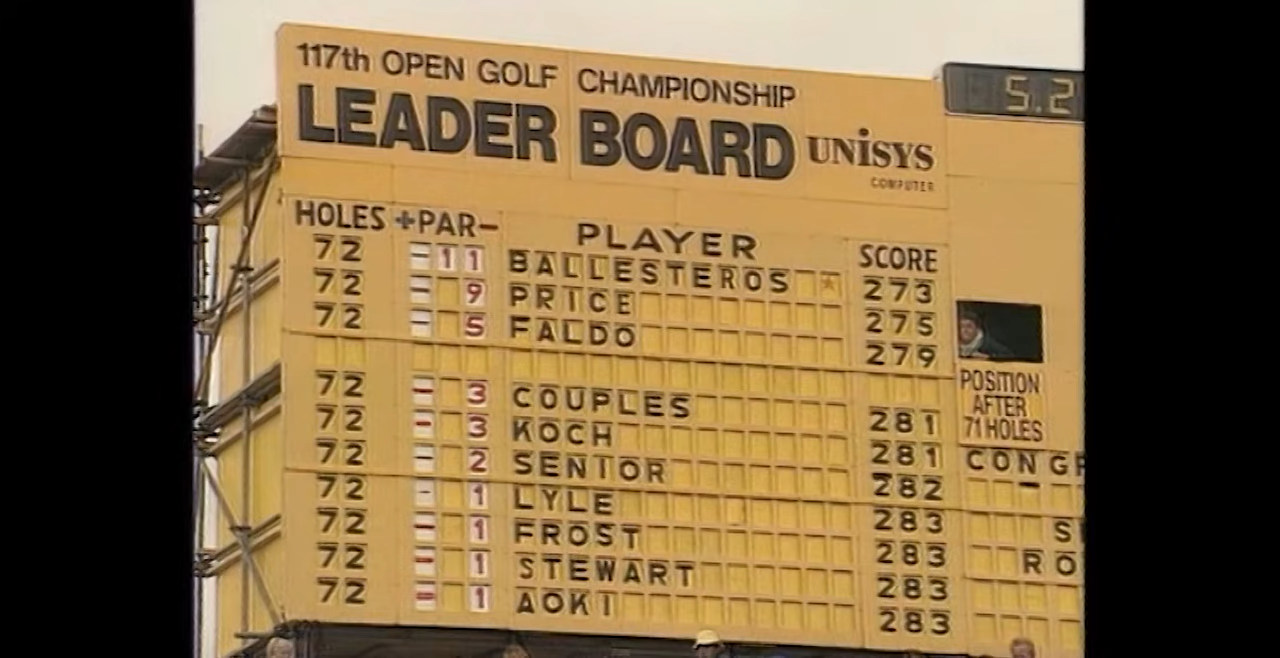 117th OPEN GOLF CHAMPIONSHIP
LEADER BOARD UNiSYS
COMPUTER
5.2
HOLES +PAR- PLAYER SCORE
72 -11 BALLESTEROS 273
72 - 9 PRICE 275
72 - 5 FALDO 279
72 - 3 COUPLES 281
72 - 3 KOCH 281
72 - 2 SENIOR 282
72 - 1 LYLE 283
72 - 1 FROST 283
72 - 1 STEWART 283
72 - 1 AOKI 283
POSITION
AFTER
71 HOLES
RO